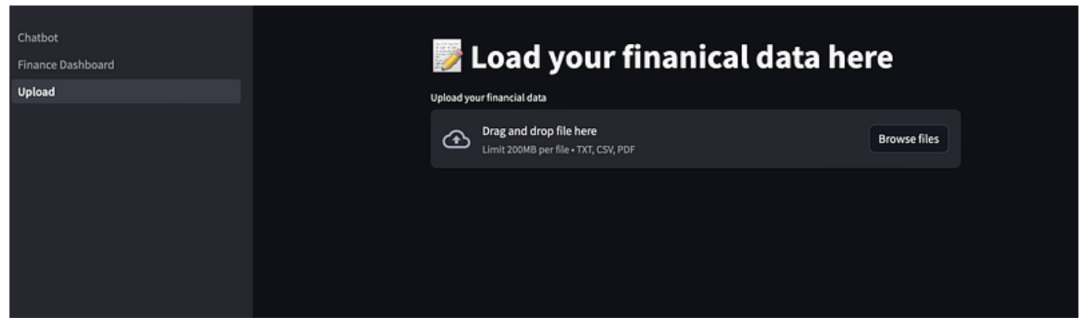 Chatbot
Finance Dashboard
Upload
📝 Load your finanical data here
Upload your financial data
Drag and drop file here
Limit 200MB per file • TXT, CSV, PDF
Browse files